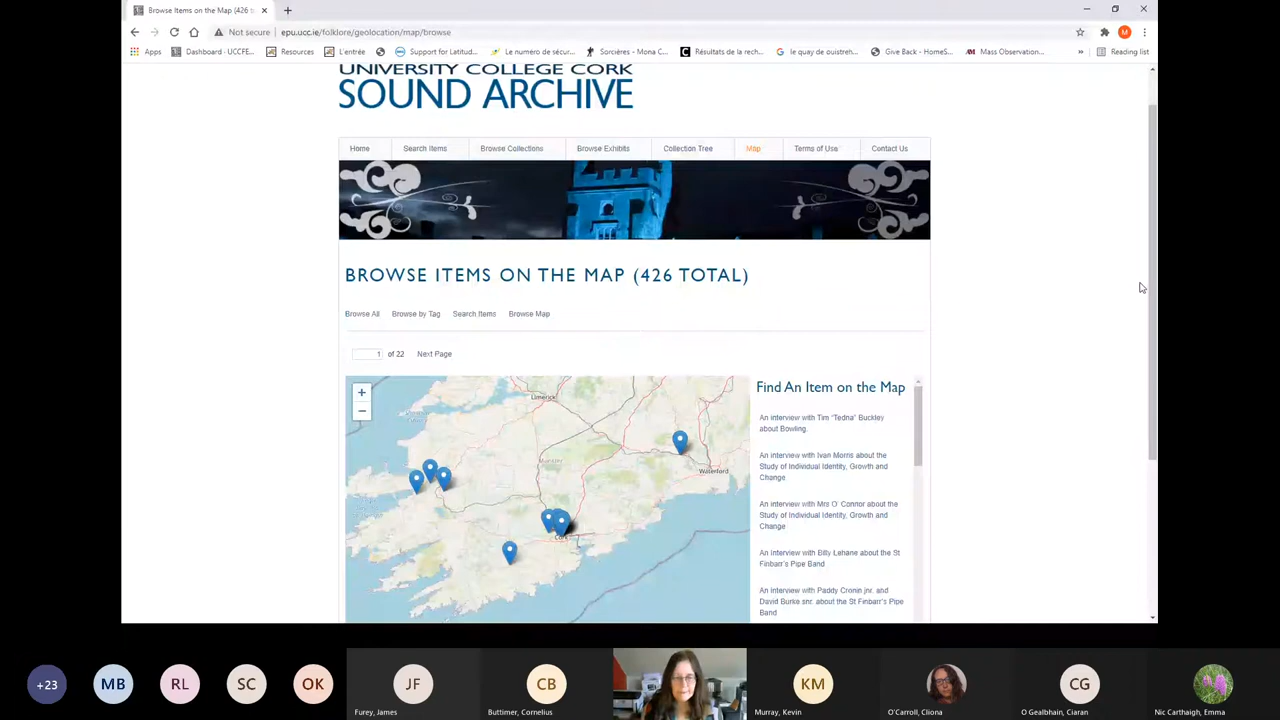 Browse Items on the Map (426 t
Not secure
epu.ucc.ie/folklore/geolocation/map/browse
Apps
Dashboard - UCCFE...
Resources
L'entrée
Support for Latitud...
Le numéro de sécur...
Sorcières - Mona C...
Résultats de la rech...
le quay de ouistreh...
Give Back - HomeS...
Mass Observation...
Reading list
UNIVERSITY COLLEGE CORK
SOUND ARCHIVE
Home
Search Items
Browse Collections
Browse Exhibits
Collection Tree
Map
Terms of Use
Contact Us
BROWSE ITEMS ON THE MAP (426 TOTAL)
Browse All
Browse by Tag
Search Items
Browse Map
1 of 22
Next Page
+
−
Limerick
Munster
Waterford
Cork
Find An Item on the Map
An interview with Tim "Tedna" Buckley
about Bowling.
An interview with Ivan Morris about the
Study of Individual Identity, Growth and
Change
An interview with Mrs O' Connor about the
Study of Individual Identity, Growth and
Change
An interview with Billy Lehane about the St
Finbarr's Pipe Band
An interview with Paddy Cronin jnr. and
David Burke snr. about the St Finbarr's Pipe
Band
+23
MB
RL
SC
OK
JF
Furey, James
CB
Buttimer, Cornelius
KM
Murray, Kevin
O'Carroll, Cliona
CG
O Gealbhain, Ciaran
Nic Carthaigh, Emma